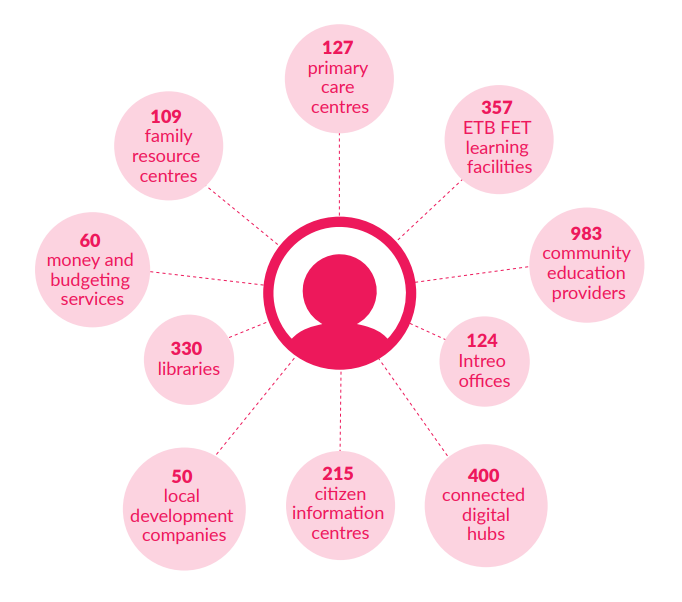 127
primary
care
centres
357
ETB FET
learning
facilities
983
community
education
providers
124
Intreo
offices
400
connected
digital
hubs
215
citizen
information
centres
50
local
development
companies
330
libraries
60
money and
budgeting
services
109
family
resource
centres